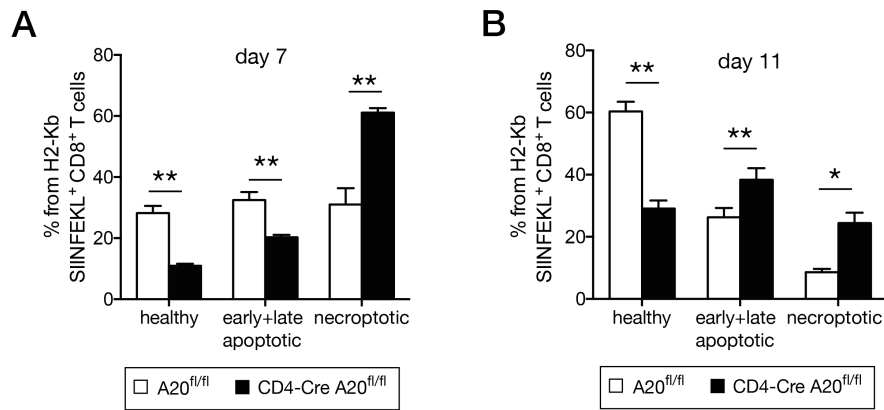 A
day 7
% from H2-Kb
SIINFEKL⁺ CD8⁺ T cells
80
60
40
20
0
**
**
**
healthy
early+late
apoptotic
necroptotic
A20fl/fl
CD4-Cre A20fl/fl
B
day 11
% from H2-Kb
SIINFEKL⁺ CD8⁺ T cells
80
60
40
20
0
**
**
*
healthy
early+late
apoptotic
necroptotic
A20fl/fl
CD4-Cre A20fl/fl